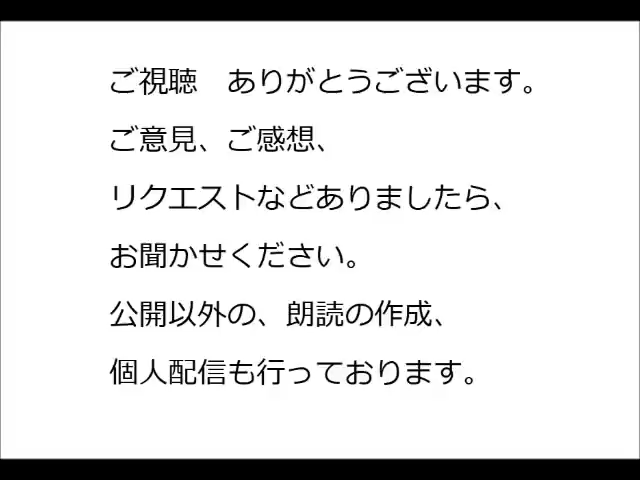 ご視聴　ありがとうございます。
ご意見、ご感想、
リクエストなどありましたら、
お聞かせください。
公開以外の、朗読の作成、
個人配信も行っております。